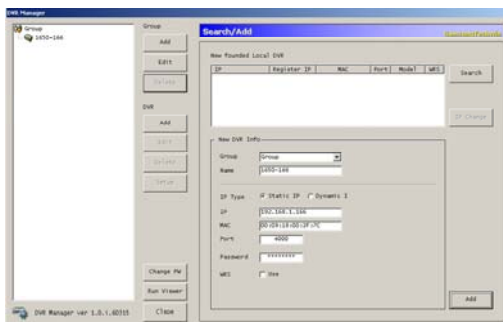 DVR Manager
Group
1650-166
Group
Add
Edit
Delete
DVR
Add
Edit
Delete
Setup
Change PW
Run Viewer
Close
DVR Manager ver 1.0.1.60315
Search/Add
New Founded Local DVR
IP Register IP MAC Port Model WRS
Search
IP Change
New DVR Info
Group Group
Name 1650-166
IP Type Static IP Dynamic I
IP 192.168.1.166
MAC
Port 4000
Password ********
WRS Use
Add